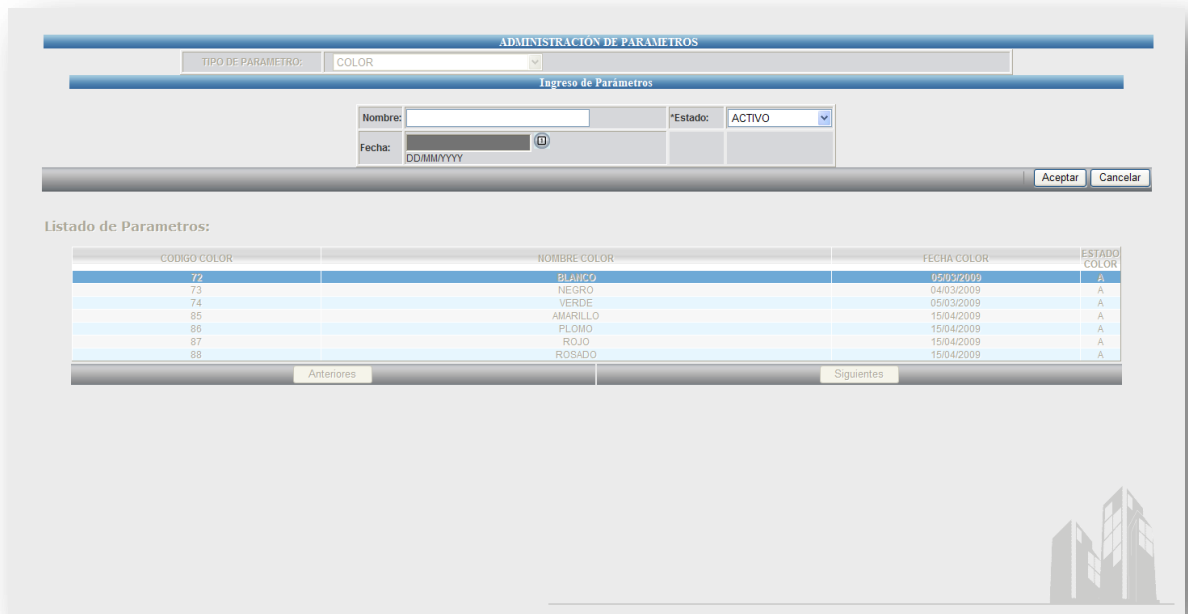 ADMINISTRACIÓN DE PARAMETROS
TIPO DE PARAMETRO: COLOR
Ingreso de Parámetros
Nombre: *Estado: ACTIVO
Fecha:
DD/MM/YYYY
Aceptar Cancelar
Listado de Parametros:
CODIGO COLOR NOMBRE COLOR FECHA COLOR ESTADO COLOR
72 BLANCO 05/03/2009 A
73 NEGRO 04/03/2009 A
74 VERDE 05/03/2009 A
85 AMARILLO 15/04/2009 A
86 PLOMO 15/04/2009 A
87 ROJO 15/04/2009 A
88 ROSADO 15/04/2009 A
Anteriores Siguientes